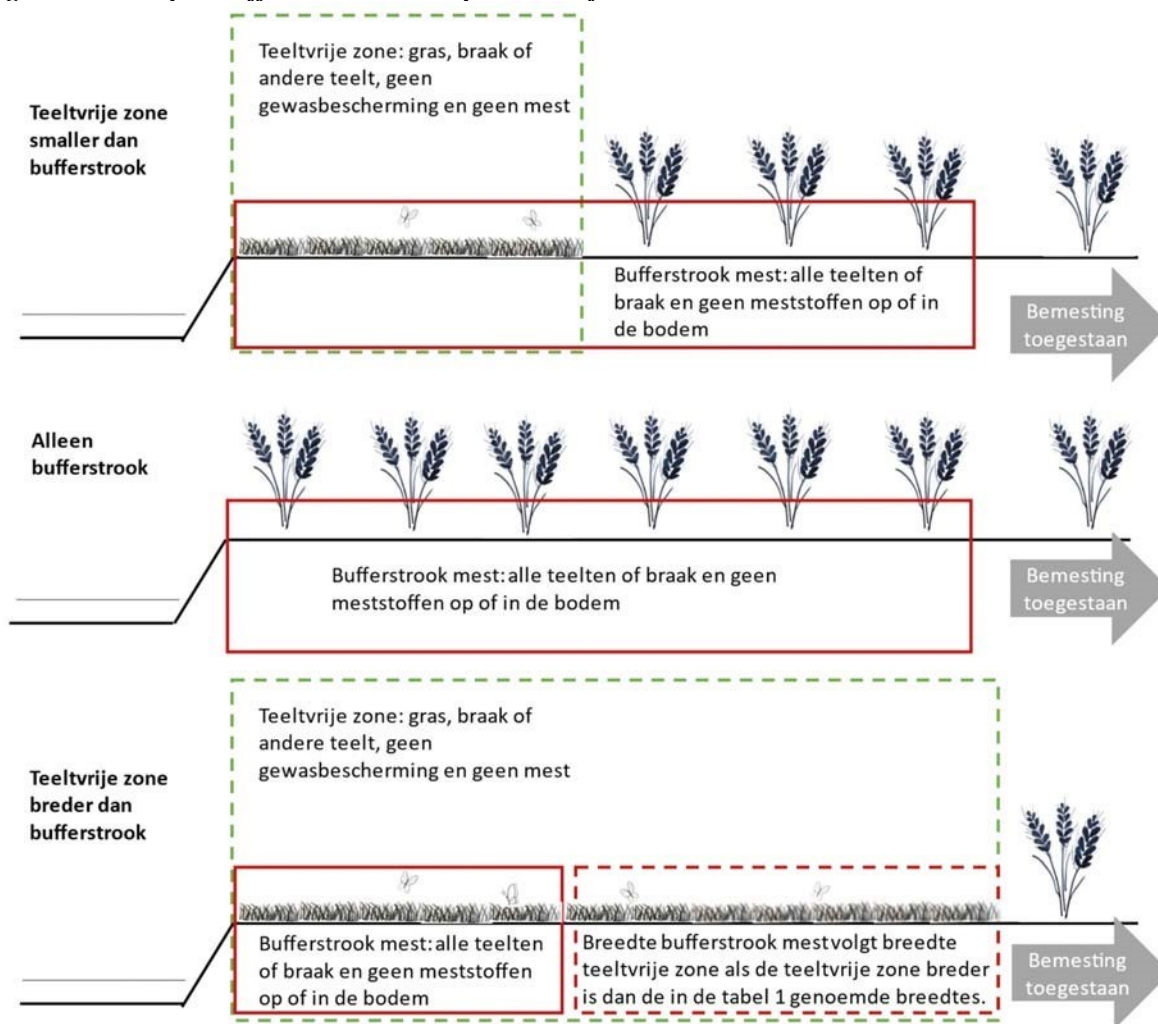 Teeltvrije zone: gras, braak of
andere teelt, geen
gewasbescherming en geen mest
Teeltvrije zone
smaller dan
bufferstrook
Bufferstrook mest: alle teelten of
braak en geen meststoffen op of in
de bodem
Bemesting
toegestaan
Alleen
bufferstrook
Bufferstrook mest: alle teelten of braak en geen
meststoffen op of in de bodem
Bemesting
toegestaan
Teeltvrije zone: gras, braak of
andere teelt, geen
gewasbescherming en geen mest
Teeltvrije zone
breder dan
bufferstrook
Bufferstrook mest: alle teelten
of braak en geen meststoffen
op of in de bodem
Breedte bufferstrook mest volgt breedte
teeltvrije zone als de teeltvrije zone breder
is dan de in de tabel 1 genoemde breedtes.
Bemesting
toegestaan